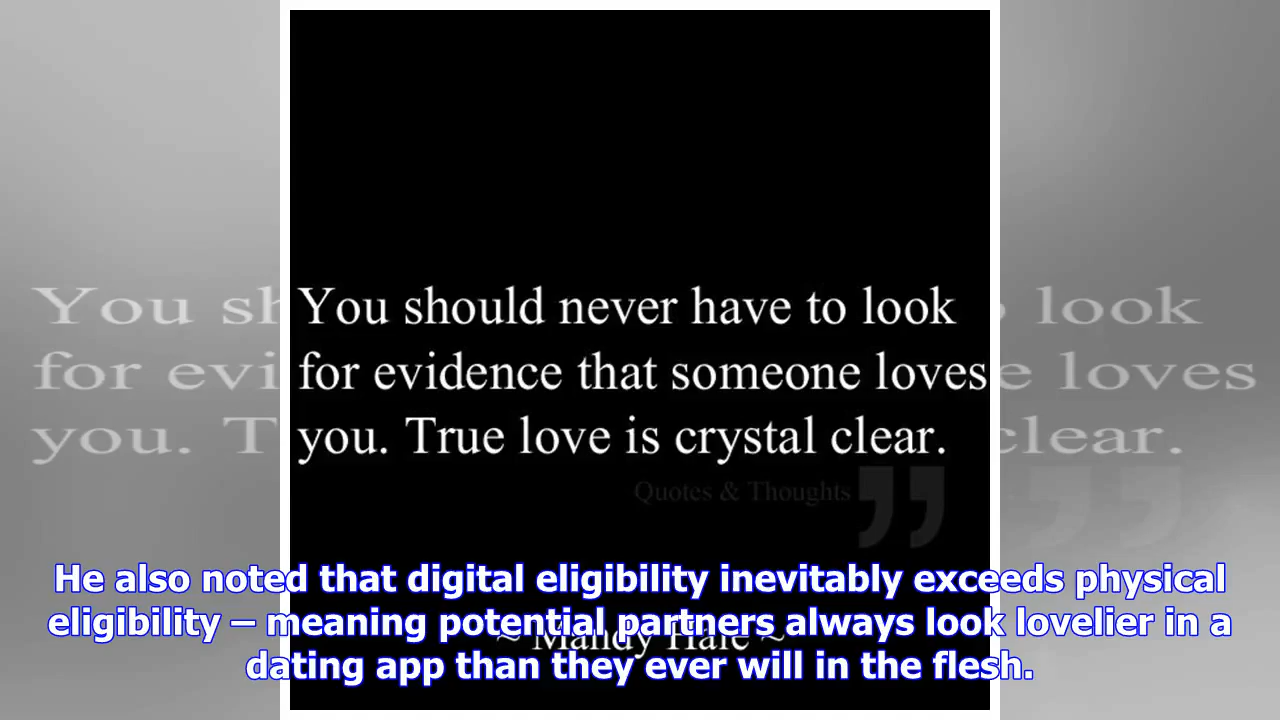 You should never have to look
for evidence that someone loves
you. True love is crystal clear.
Quotes & Thoughts
~ Mandy Hale ~
He also noted that digital eligibility inevitably exceeds physical
eligibility – meaning potential partners always look lovelier in a
dating app than they ever will in the flesh.